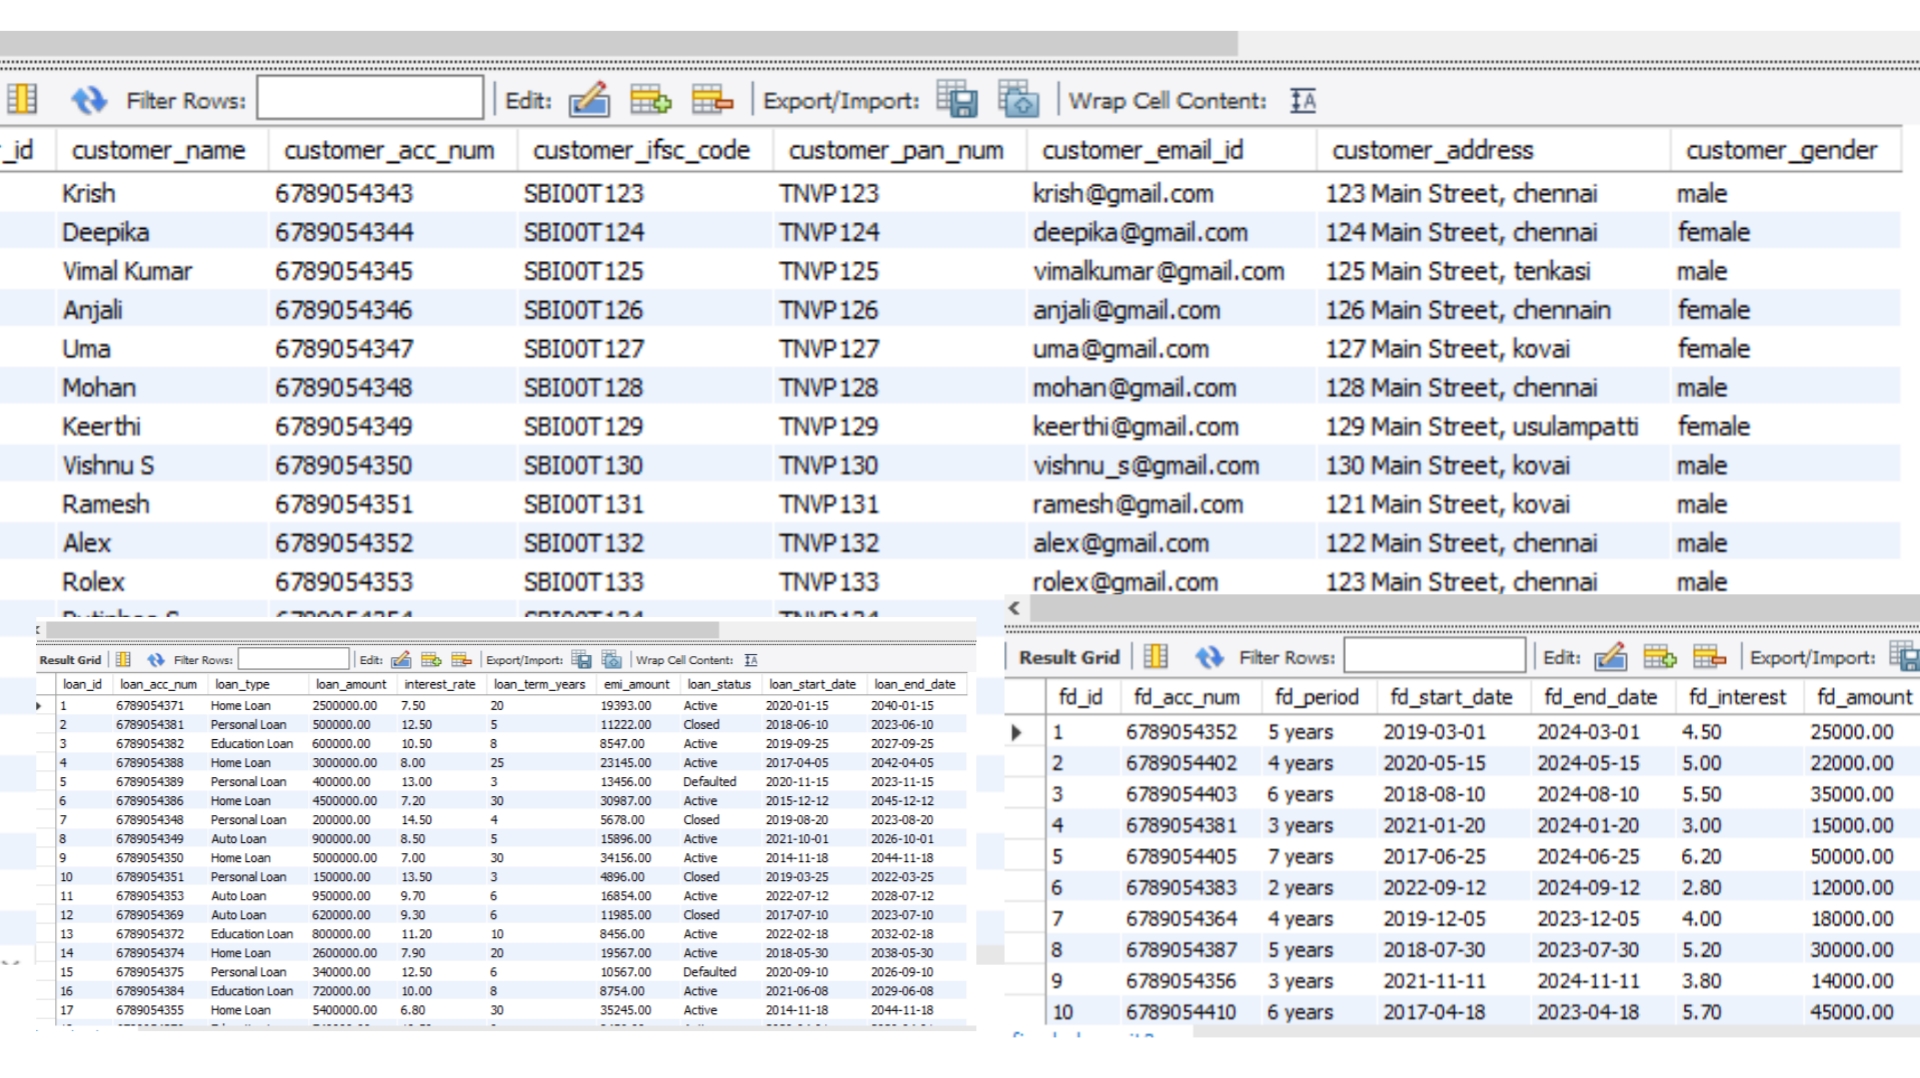 Filter Rows: Edit: Export/Import: Wrap Cell Content:
_id customer_name customer_acc_num customer_ifsc_code customer_pan_num customer_email_id customer_address customer_gender
Krish 6789054343 SBI00T123 TNVP123 krish@gmail.com 123 Main Street, chennai male
Deepika 6789054344 SBI00T124 TNVP124 deepika@gmail.com 124 Main Street, chennai female
Vimal Kumar 6789054345 SBI00T125 TNVP125 vimalkumar@gmail.com 125 Main Street, tenkasi male
Anjali 6789054346 SBI00T126 TNVP126 anjali@gmail.com 126 Main Street, chennain female
Uma 6789054347 SBI00T127 TNVP127 uma@gmail.com 127 Main Street, kovai female
Mohan 6789054348 SBI00T128 TNVP128 mohan@gmail.com 128 Main Street, chennai male
Keerthi 6789054349 SBI00T129 TNVP129 keerthi@gmail.com 129 Main Street, usulampatti female
Vishnu S 6789054350 SBI00T130 TNVP130 vishnu_s@gmail.com 130 Main Street, kovai male
Ramesh 6789054351 SBI00T131 TNVP131 ramesh@gmail.com 121 Main Street, kovai male
Alex 6789054352 SBI00T132 TNVP132 alex@gmail.com 122 Main Street, chennai male
Rolex 6789054353 SBI00T133 TNVP133 rolex@gmail.com 123 Main Street, chennai male
Result Grid Filter Rows: Edit: Export/Import: Wrap Cell Content:
loan_id loan_acc_num loan_type loan_amount interest_rate loan_term_years emi_amount loan_status loan_start_date loan_end_date
1 6789054371 Home Loan 2500000.00 7.50 20 19393.00 Active 2020-01-15 2040-01-15
2 6789054381 Personal Loan 500000.00 12.50 5 11222.00 Closed 2018-06-10 2023-06-10
3 6789054382 Education Loan 600000.00 10.50 8 8547.00 Active 2019-09-25 2027-09-25
4 6789054388 Home Loan 3000000.00 8.00 25 23145.00 Active 2017-04-05 2042-04-05
5 6789054389 Personal Loan 400000.00 13.00 3 13456.00 Defaulted 2020-11-15 2023-11-15
6 6789054386 Home Loan 4500000.00 7.20 30 30987.00 Active 2015-12-12 2045-12-12
7 6789054348 Personal Loan 200000.00 14.50 4 5678.00 Closed 2019-08-20 2023-08-20
8 6789054349 Auto Loan 900000.00 8.50 5 15896.00 Active 2021-10-01 2026-10-01
9 6789054350 Home Loan 5000000.00 7.00 30 34156.00 Active 2014-11-18 2044-11-18
10 6789054351 Personal Loan 150000.00 13.50 3 4896.00 Closed 2019-03-25 2022-03-25
11 6789054353 Auto Loan 950000.00 9.70 6 16854.00 Active 2022-07-12 2028-07-12
12 6789054369 Auto Loan 620000.00 9.30 6 11985.00 Closed 2017-07-10 2023-07-10
13 6789054372 Education Loan 800000.00 11.20 10 8456.00 Active 2022-02-18 2032-02-18
14 6789054374 Home Loan 2600000.00 7.90 20 19567.00 Active 2018-05-30 2038-05-30
15 6789054375 Personal Loan 340000.00 12.50 6 10567.00 Defaulted 2020-09-10 2026-09-10
16 6789054384 Education Loan 720000.00 10.00 8 8754.00 Active 2021-06-08 2029-06-08
17 6789054355 Home Loan 5400000.00 6.80 30 35245.00 Active 2014-11-18 2044-11-18
Result Grid Filter Rows: Edit: Export/Import:
fd_id fd_acc_num fd_period fd_start_date fd_end_date fd_interest fd_amount
1 6789054352 5 years 2019-03-01 2024-03-01 4.50 25000.00
2 6789054402 4 years 2020-05-15 2024-05-15 5.00 22000.00
3 6789054403 6 years 2018-08-10 2024-08-10 5.50 35000.00
4 6789054381 3 years 2021-01-20 2024-01-20 3.00 15000.00
5 6789054405 7 years 2017-06-25 2024-06-25 6.20 50000.00
6 6789054383 2 years 2022-09-12 2024-09-12 2.80 12000.00
7 6789054364 4 years 2019-12-05 2023-12-05 4.00 18000.00
8 6789054387 5 years 2018-07-30 2023-07-30 5.20 30000.00
9 6789054356 3 years 2021-11-11 2024-11-11 3.80 14000.00
10 6789054410 6 years 2017-04-18 2023-04-18 5.70 45000.00